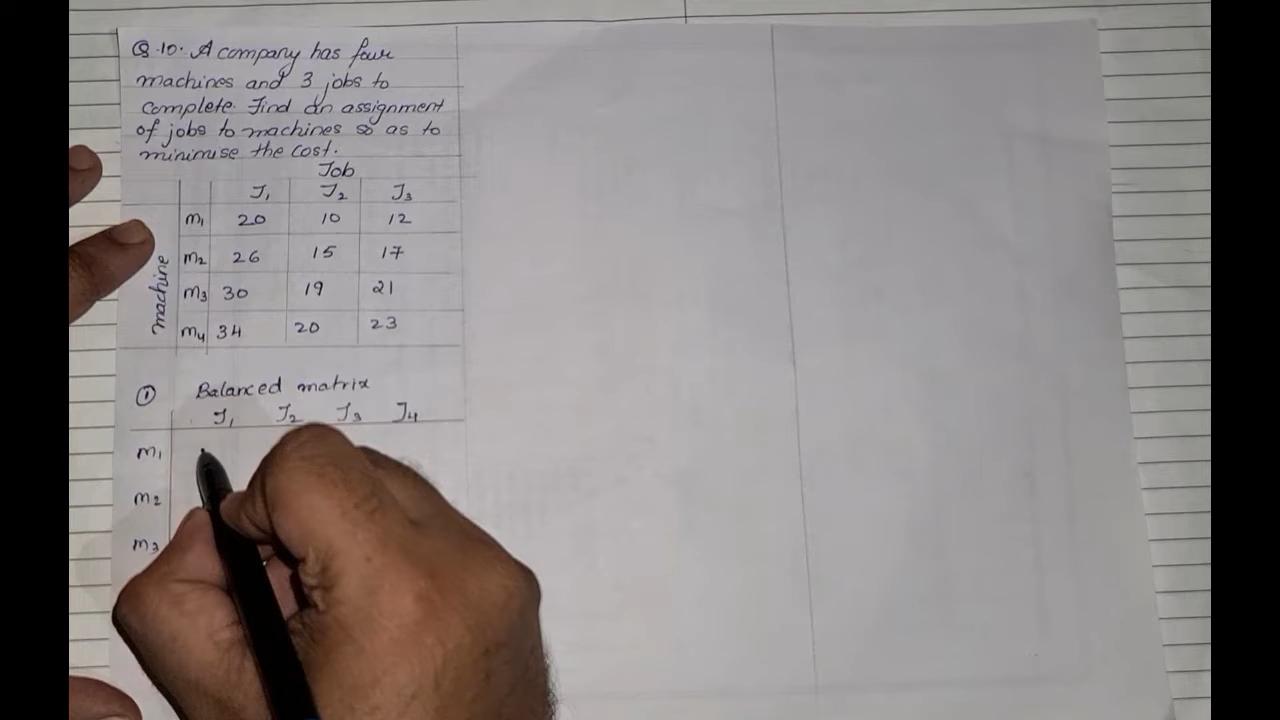 Q.10. A company has four
machines and 3 jobs to
complete. Find an assignment
of jobs to machines so as to
minimise the cost.
Job
J1 J2 J3
machine
m1 20 10 12
m2 26 15 17
m3 30 19 21
m4 34 20 23
① Balanced matrix
J1 J2 J3 J4
m1
m2
m3